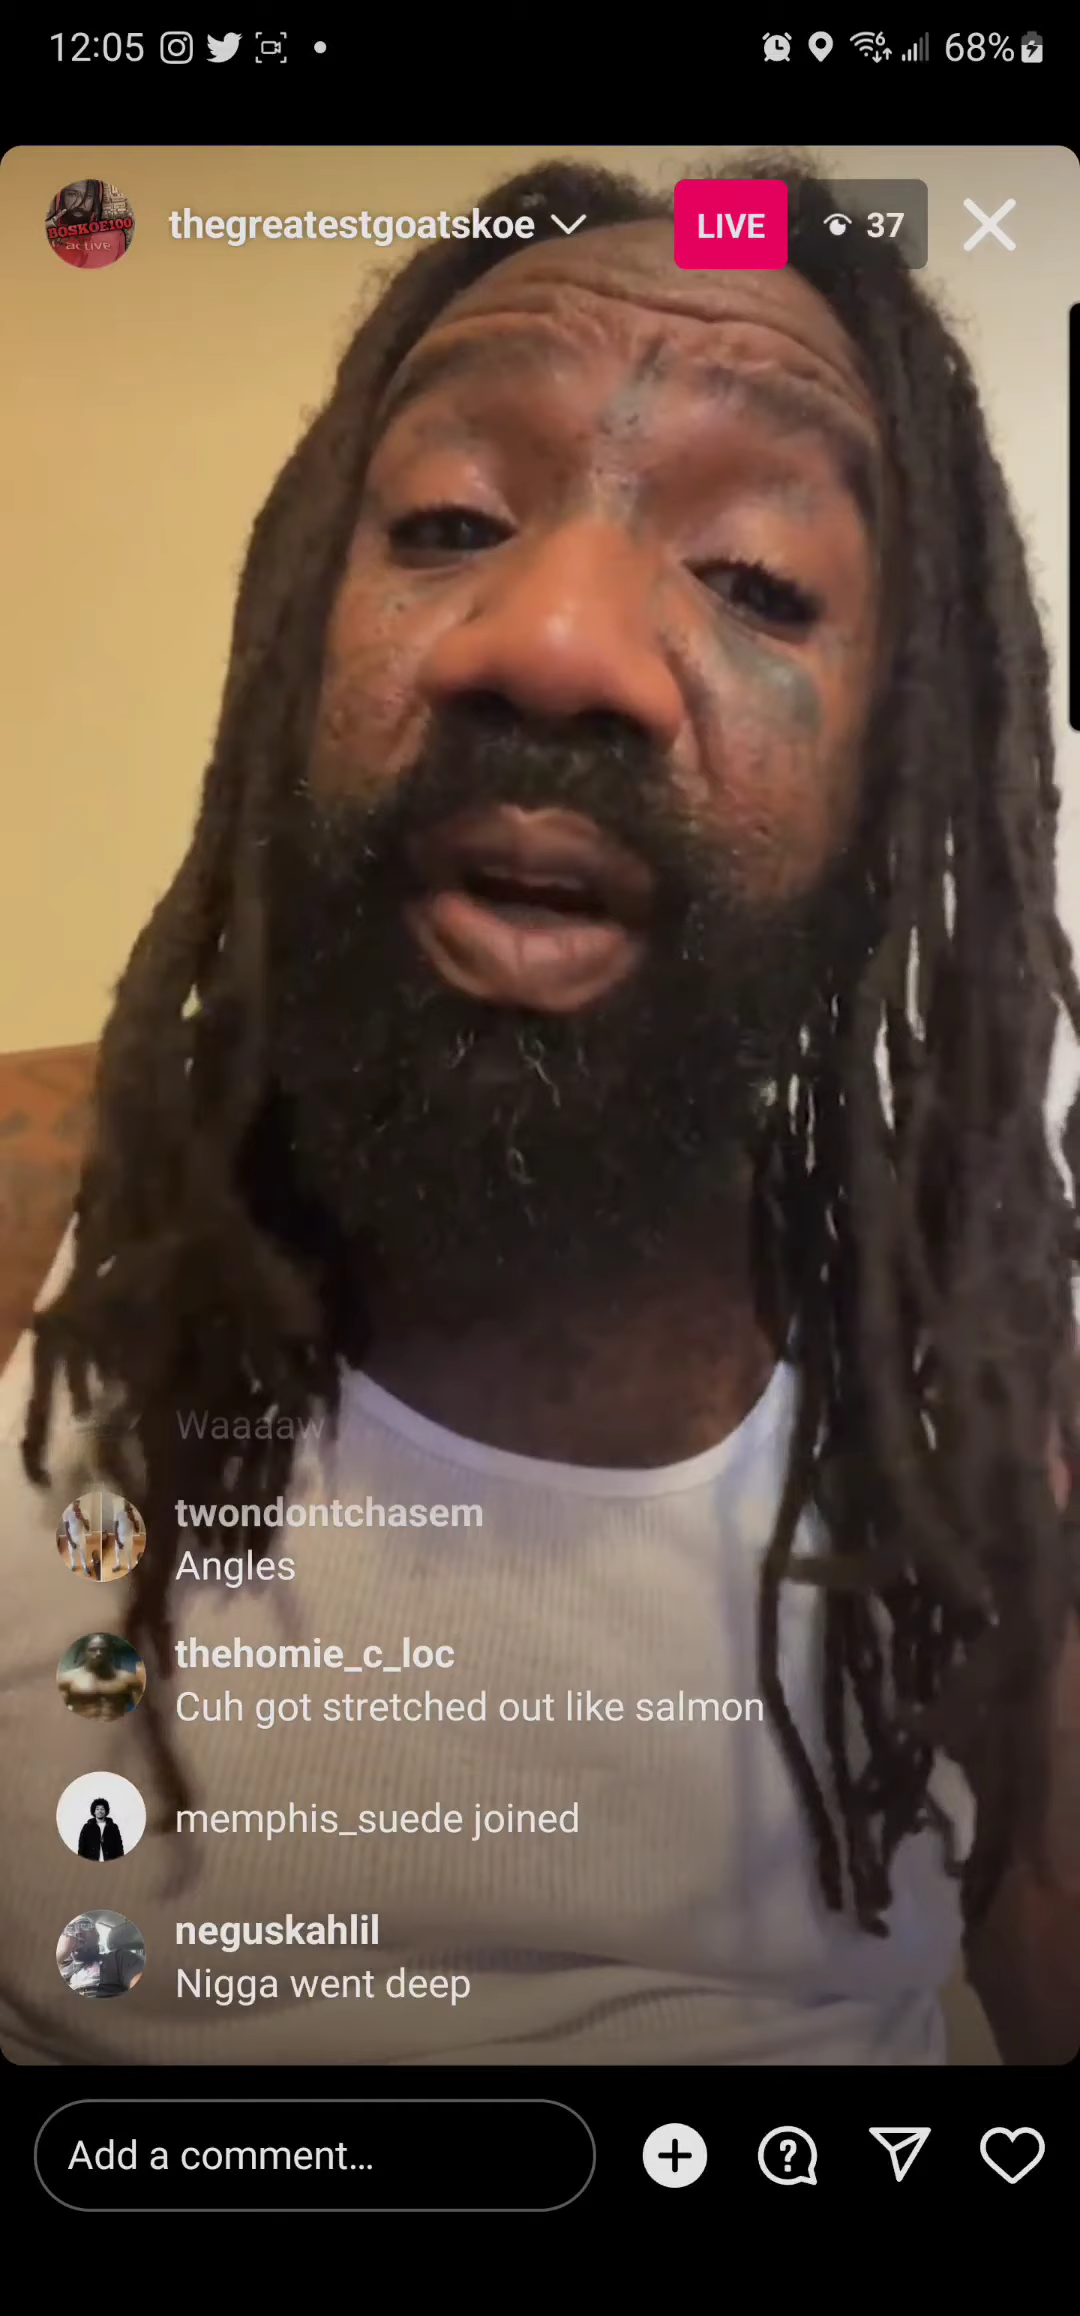 12:05
68%
BOSKOE100
active
thegreatestgoatskoe
LIVE
37
Waaaaw
twondontchasem
Angles
thehomie_c_loc
Cuh got stretched out like salmon
memphis_suede joined
neguskahlil
Nigga went deep
Add a comment...